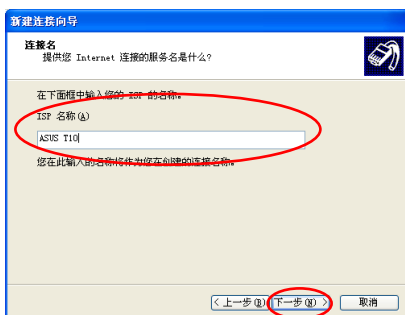 新建连接向导
连接名
提供您 Internet 连接的服务名是什么?
在下面框中输入您的 ISP 的名称。
ISP 名称(A)
ASUS T10
您在此输入的名称将作为您在创建的连接名称。
< 上一步(B) 下一步(N) > 取消